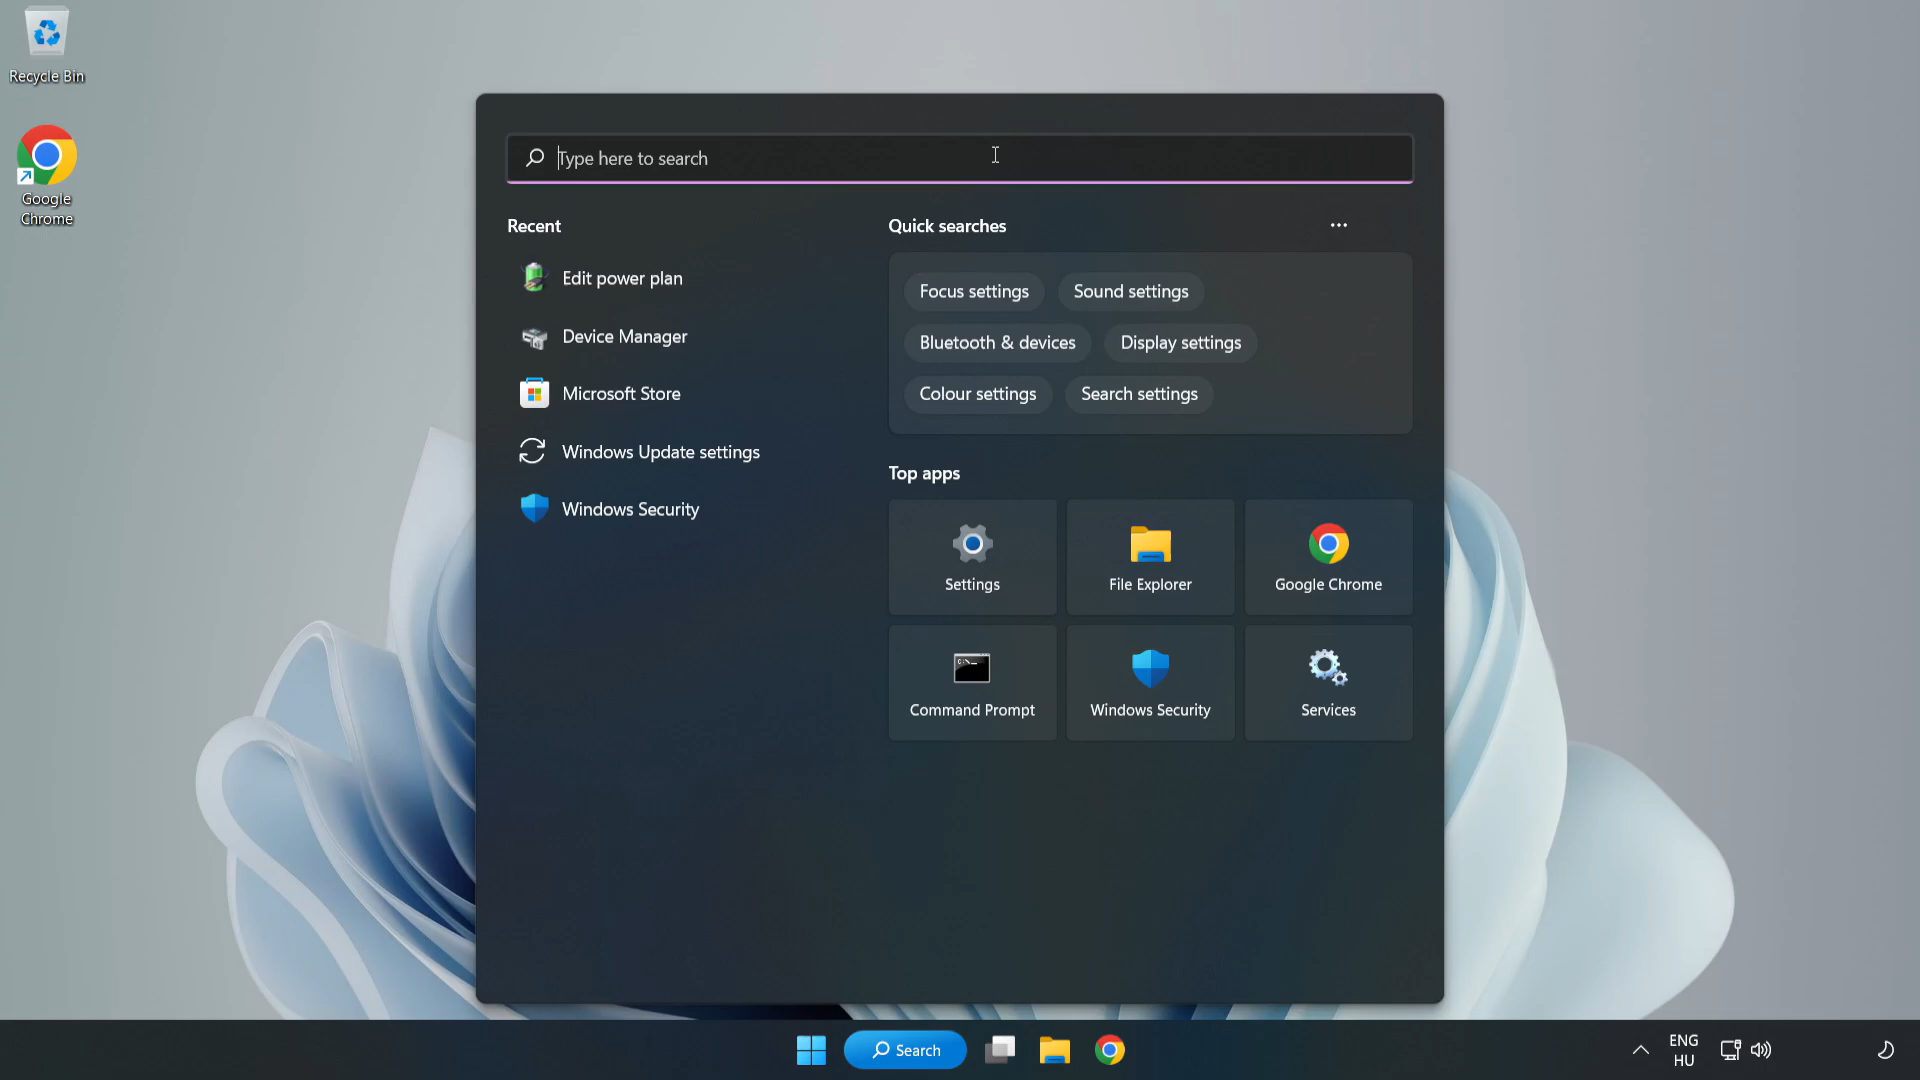 Recycle Bin
Google
Chrome
Type here to search
Recent
Edit power plan
Device Manager
Microsoft Store
Windows Update settings
Windows Security
Quick searches
Focus settings
Sound settings
Bluetooth & devices
Display settings
Colour settings
Search settings
Top apps
Settings
File Explorer
Google Chrome
C:\>_
Command Prompt
Windows Security
Services
Search
ENG
HU